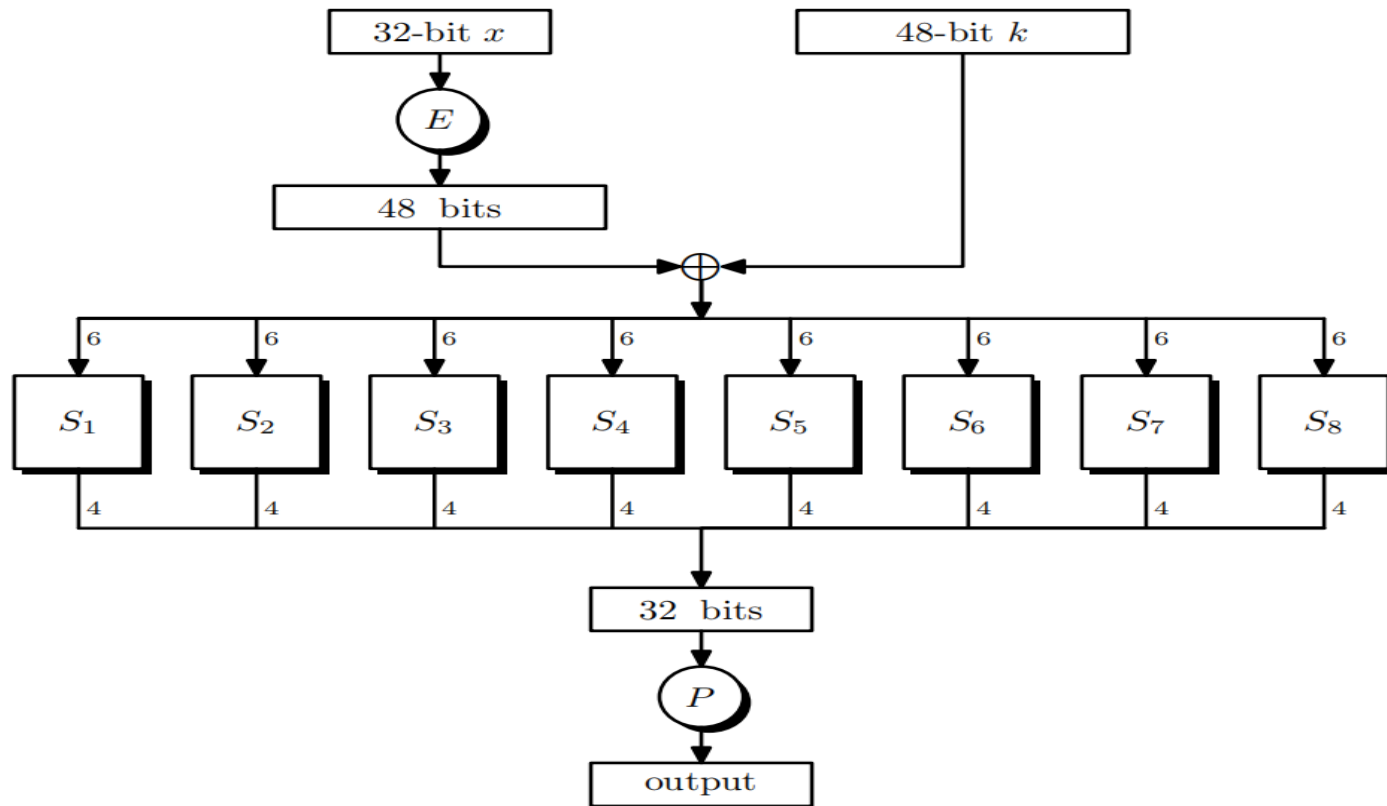 32-bit x 48-bit k
E
48 bits
6 6 6 6 6 6 6 6
S₁ S₂ S₃ S₄ S₅ S₆ S₇ S₈
4 4 4 4 4 4 4 4
32 bits
P
output